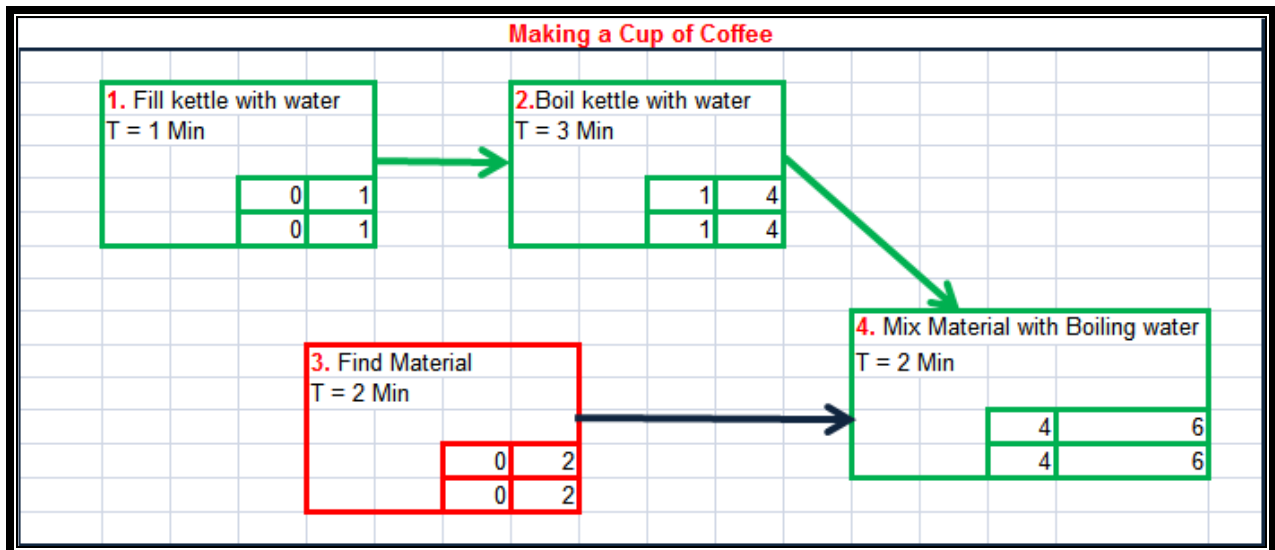 Making a Cup of Coffee
1. Fill kettle with water
T = 1 Min
0 1
0 1
2.Boil kettle with water
T = 3 Min
1 4
1 4
3. Find Material
T = 2 Min
0 2
0 2
4. Mix Material with Boiling water
T = 2 Min
4 6
4 6